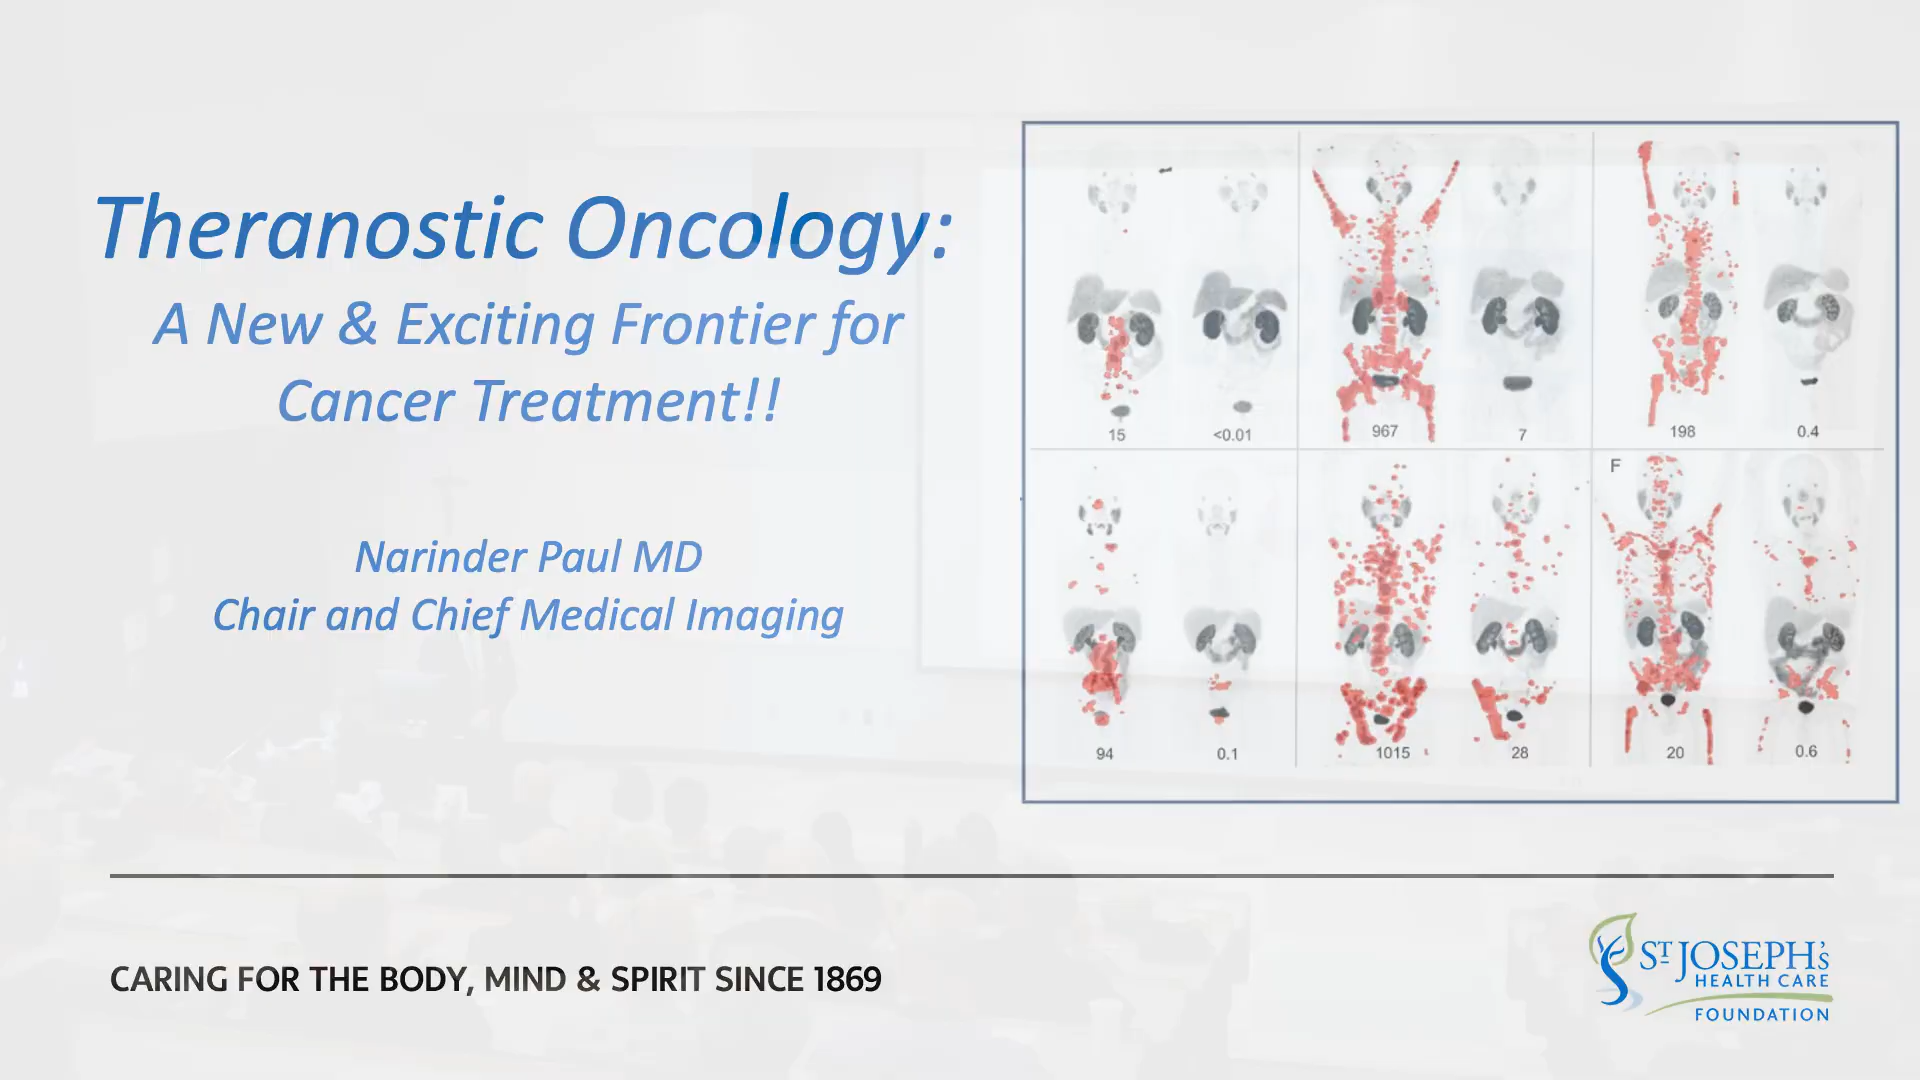 Theranostic Oncology:
A New & Exciting Frontier for
Cancer Treatment!!
Narinder Paul MD
Chair and Chief Medical Imaging
15
<0.01
967
7
198
0.4
F
94
0.1
1015
28
20
0.6
CARING FOR THE BODY, MIND & SPIRIT SINCE 1869
ST JOSEPH'S
HEALTH CARE
FOUNDATION